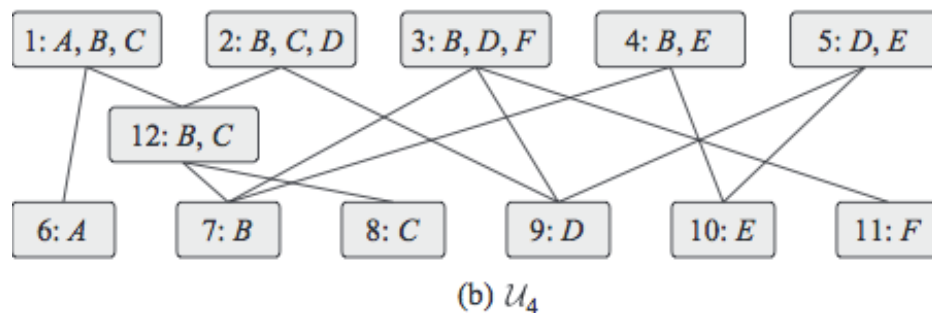 1: A, B, C 2: B, C, D 3: B, D, F 4: B, E 5: D, E
12: B, C
6: A 7: B 8: C 9: D 10: E 11: F
(b) 𝒰₄